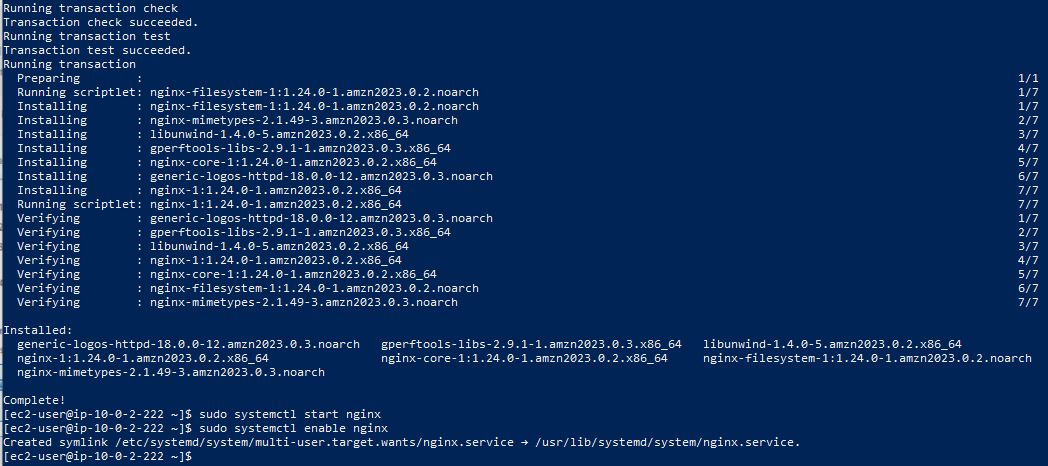 Running transaction check
Transaction check succeeded.
Running transaction test
Transaction test succeeded.
Running transaction
  Preparing        :                                                                 1/1
  Running scriptlet: nginx-filesystem-1:1.24.0-1.amzn2023.0.2.noarch                 1/7
  Installing       : nginx-filesystem-1:1.24.0-1.amzn2023.0.2.noarch                 1/7
  Installing       : nginx-mimetypes-2.1.49-3.amzn2023.0.3.noarch                    2/7
  Installing       : libunwind-1.4.0-5.amzn2023.0.2.x86_64                           3/7
  Installing       : gperftools-libs-2.9.1-1.amzn2023.0.3.x86_64                     4/7
  Installing       : nginx-core-1:1.24.0-1.amzn2023.0.2.x86_64                       5/7
  Installing       : generic-logos-httpd-18.0.0-12.amzn2023.0.3.noarch               6/7
  Installing       : nginx-1:1.24.0-1.amzn2023.0.2.x86_64                            7/7
  Running scriptlet: nginx-1:1.24.0-1.amzn2023.0.2.x86_64                            7/7
  Verifying        : generic-logos-httpd-18.0.0-12.amzn2023.0.3.noarch               1/7
  Verifying        : gperftools-libs-2.9.1-1.amzn2023.0.3.x86_64                     2/7
  Verifying        : libunwind-1.4.0-5.amzn2023.0.2.x86_64                           3/7
  Verifying        : nginx-1:1.24.0-1.amzn2023.0.2.x86_64                            4/7
  Verifying        : nginx-core-1:1.24.0-1.amzn2023.0.2.x86_64                       5/7
  Verifying        : nginx-filesystem-1:1.24.0-1.amzn2023.0.2.noarch                 6/7
  Verifying        : nginx-mimetypes-2.1.49-3.amzn2023.0.3.noarch                    7/7
Installed:
  generic-logos-httpd-18.0.0-12.amzn2023.0.3.noarch   gperftools-libs-2.9.1-1.amzn2023.0.3.x86_64   libunwind-1.4.0-5.amzn2023.0.2.x86_64
  nginx-1:1.24.0-1.amzn2023.0.2.x86_64                nginx-core-1:1.24.0-1.amzn2023.0.2.x86_64     nginx-filesystem-1:1.24.0-1.amzn2023.0.2.noarch
  nginx-mimetypes-2.1.49-3.amzn2023.0.3.noarch
Complete!
[ec2-user@ip-10-0-2-222 ~]$ sudo systemctl start nginx
[ec2-user@ip-10-0-2-222 ~]$ sudo systemctl enable nginx
Created symlink /etc/systemd/system/multi-user.target.wants/nginx.service → /usr/lib/systemd/system/nginx.service.
[ec2-user@ip-10-0-2-222 ~]$